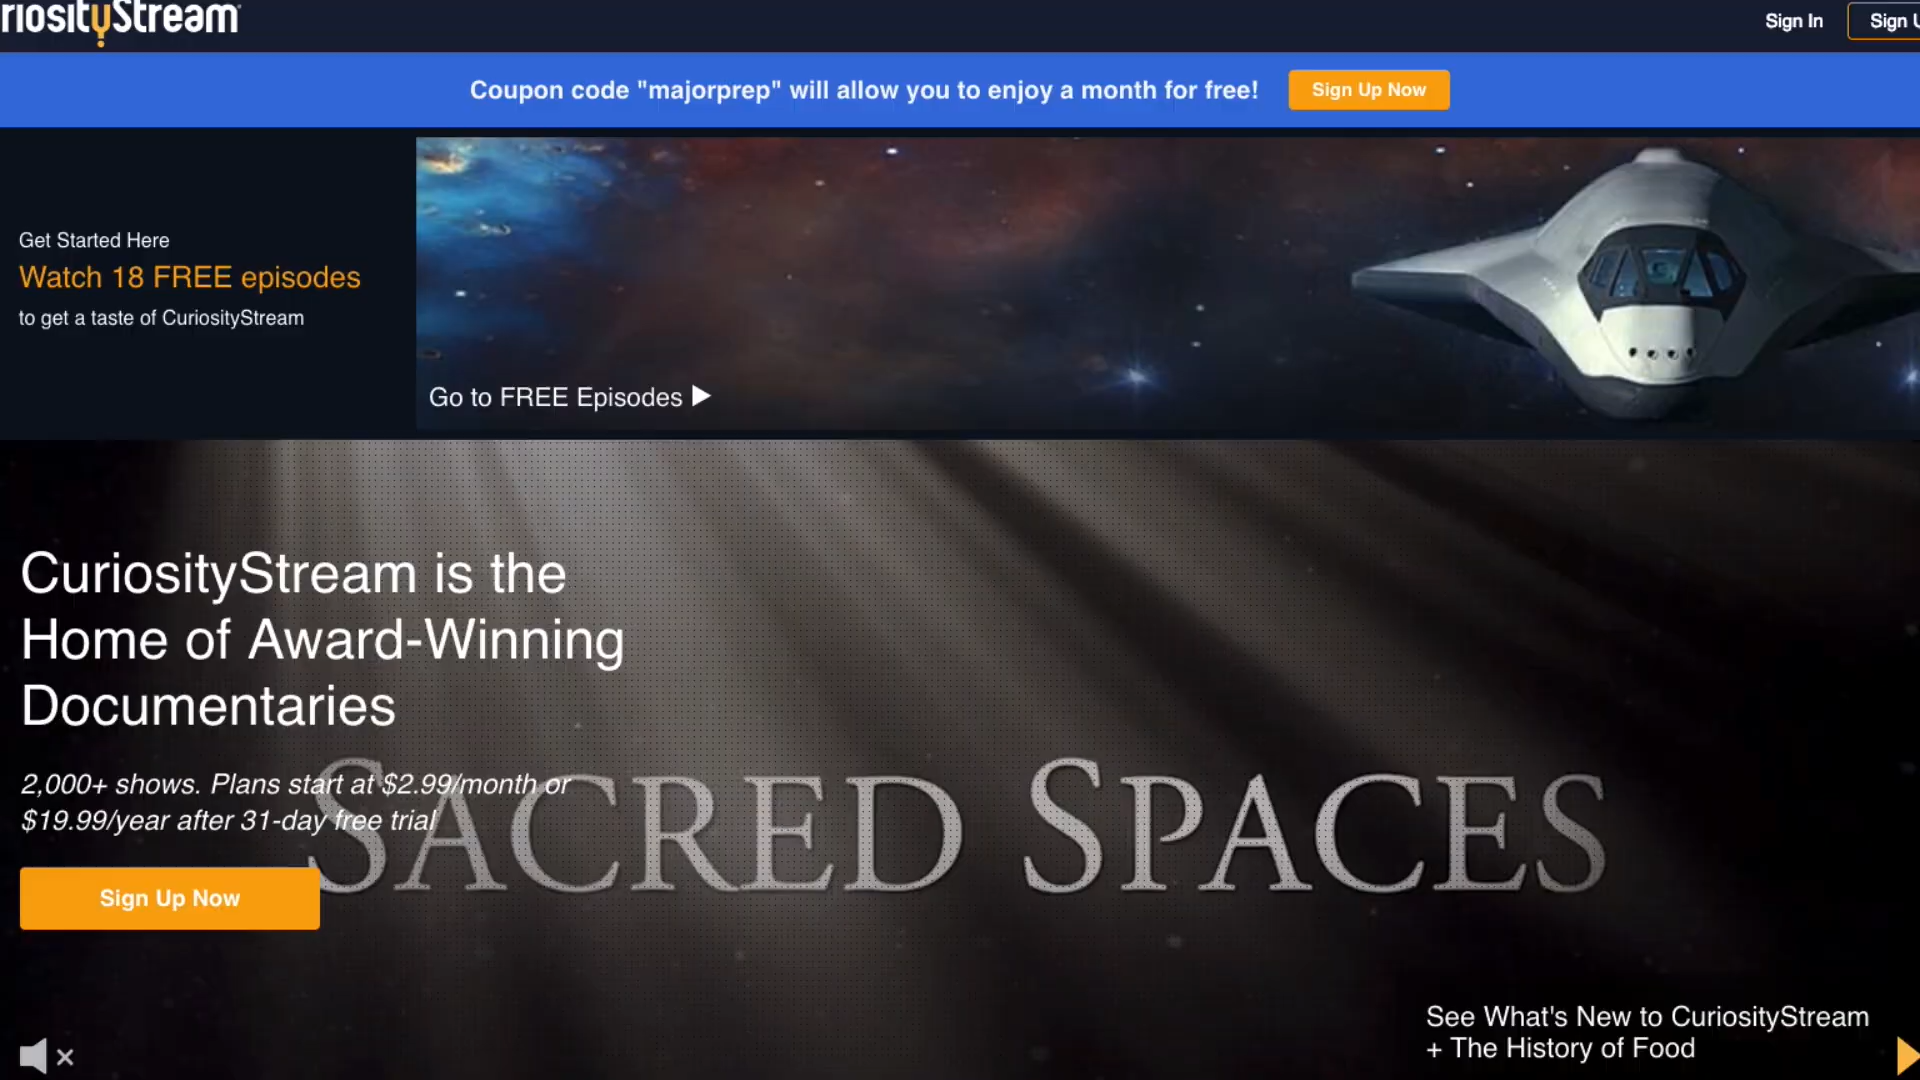 riosityStream
Sign In
Sign U
Coupon code "majorprep" will allow you to enjoy a month for free!
Sign Up Now
Get Started Here
Watch 18 FREE episodes
to get a taste of CuriosityStream
Go to FREE Episodes
CuriosityStream is the
Home of Award-Winning
Documentaries
2,000+ shows. Plans start at $2.99/month or
$19.99/year after 31-day free trial
SACRED SPACES
Sign Up Now
See What's New to CuriosityStream
+ The History of Food